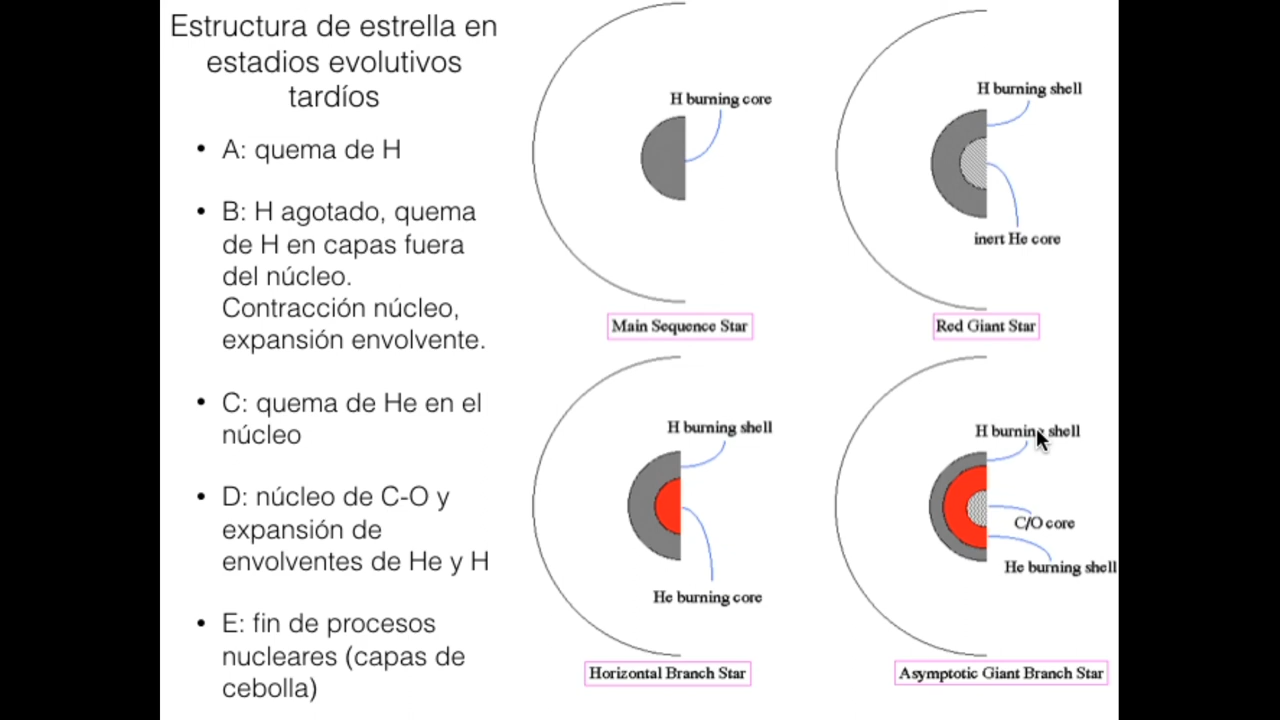 Estructura de estrella en
estadios evolutivos
tardíos
• A: quema de H
• B: H agotado, quema
de H en capas fuera
del núcleo.
Contracción núcleo,
expansión envolvente.
• C: quema de He en el
núcleo
• D: núcleo de C-O y
expansión de
envolventes de He y H
• E: fin de procesos
nucleares (capas de
cebolla)
H burning core
Main Sequence Star
H burning shell
inert He core
Red Giant Star
H burning shell
He burning core
Horizontal Branch Star
H burning shell
C/O core
He burning shell
Asymptotic Giant Branch Star